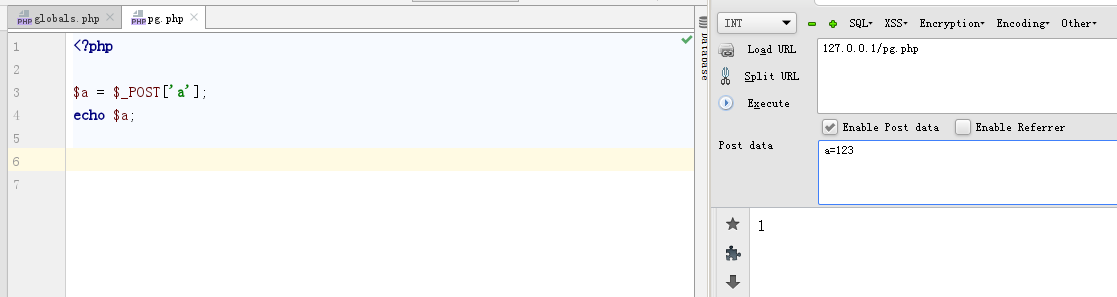 globals.php
pg.php
1
<?php
2
3
$a = $_POST['a'];
4
echo $a;
5
6
7
Database
INT
SQL
XSS
Encryption
Encoding
Other
Load URL
127.0.0.1/pg.php
Split URL
Execute
Enable Post data
Enable Referrer
Post data
a=123
1